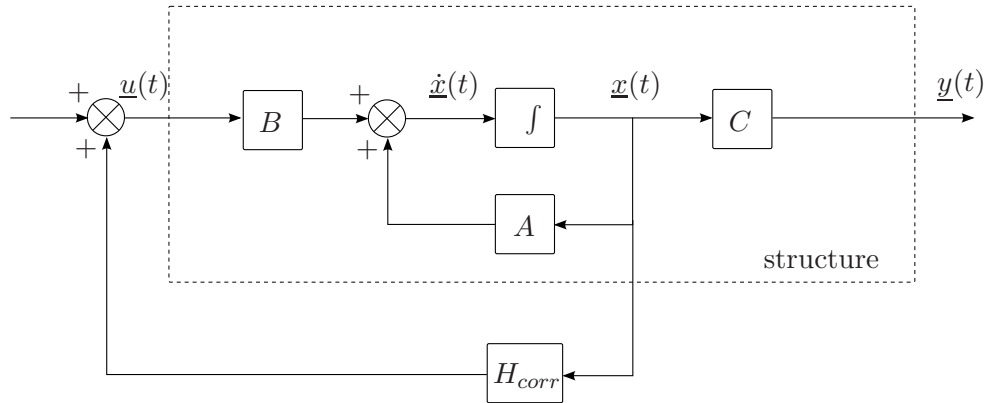 + u(t) + ẋ(t) x(t) y(t)
B ∫ C
+ +
A
structure
H_corr